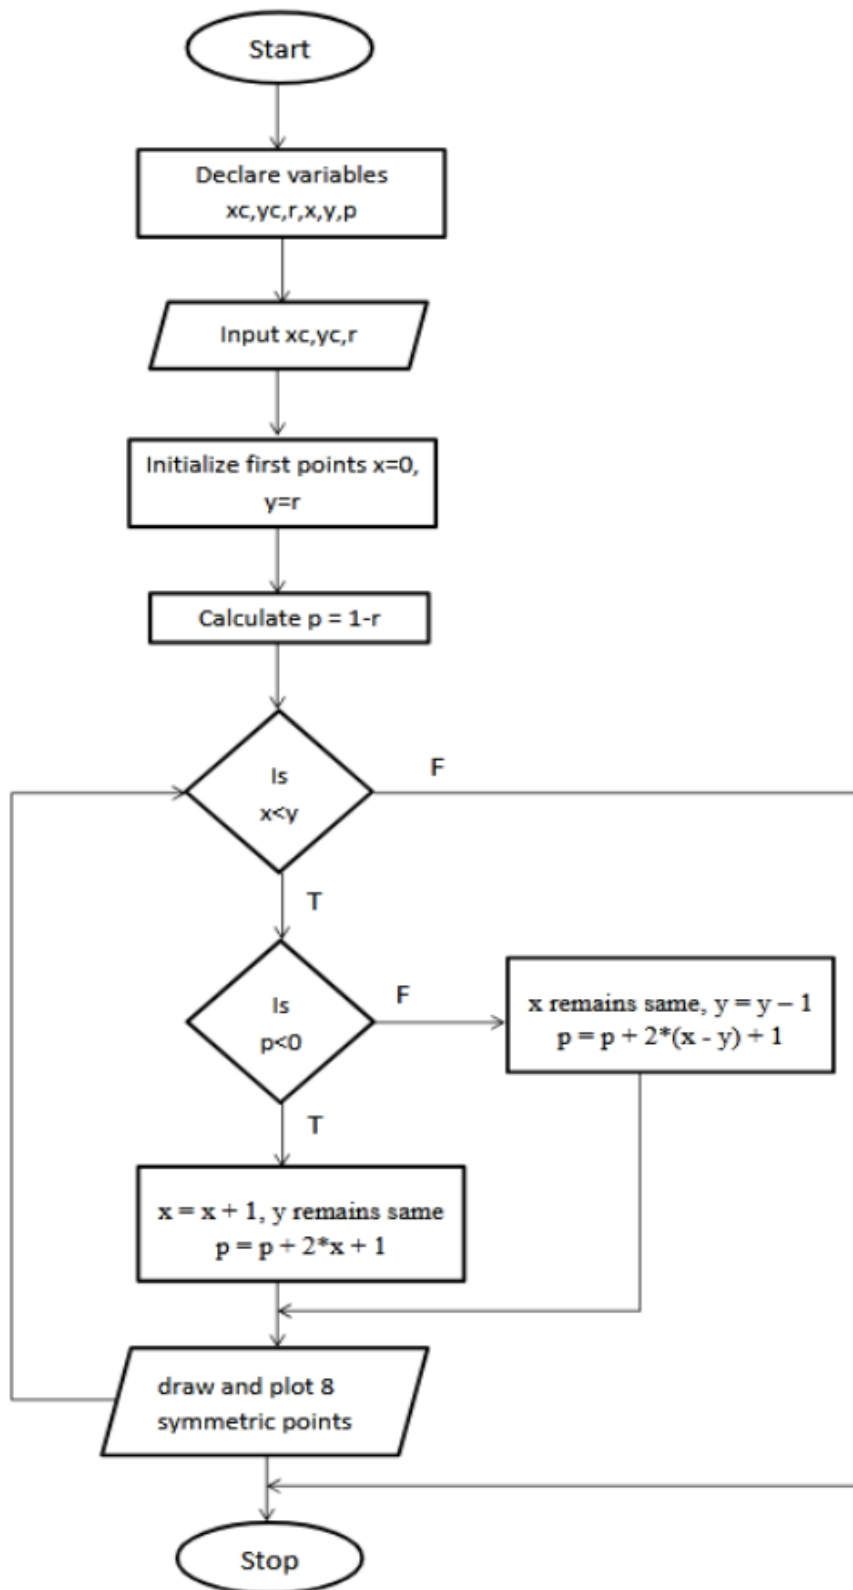 Start
Declare variables
xc,yc,r,x,y,p
Input xc,yc,r
Initialize first points x=0,
y=r
Calculate p = 1-r
Is
x<y
F
T
Is
p<0
F
x remains same, y = y – 1
p = p + 2*(x - y) + 1
T
x = x + 1, y remains same
p = p + 2*x + 1
draw and plot 8
symmetric points
Stop